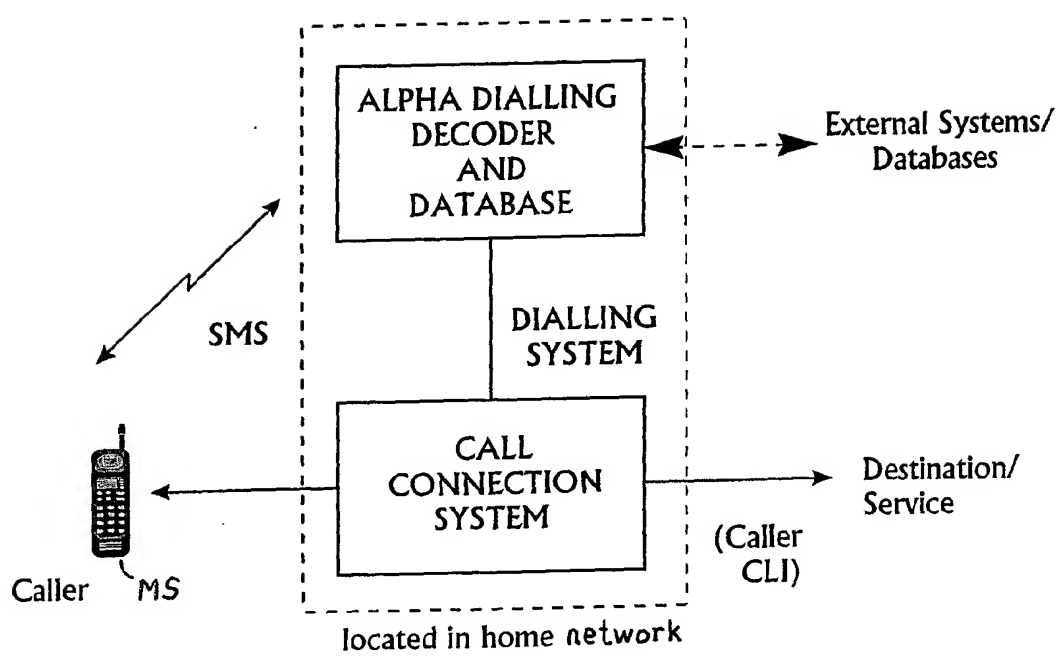 ALPHA DIALLING
DECODER
AND
DATABASE
External Systems/
Databases
SMS
DIALLING
SYSTEM
CALL
CONNECTION
SYSTEM
Destination/
Service
(Caller
CLI)
Caller
MS
located in home network